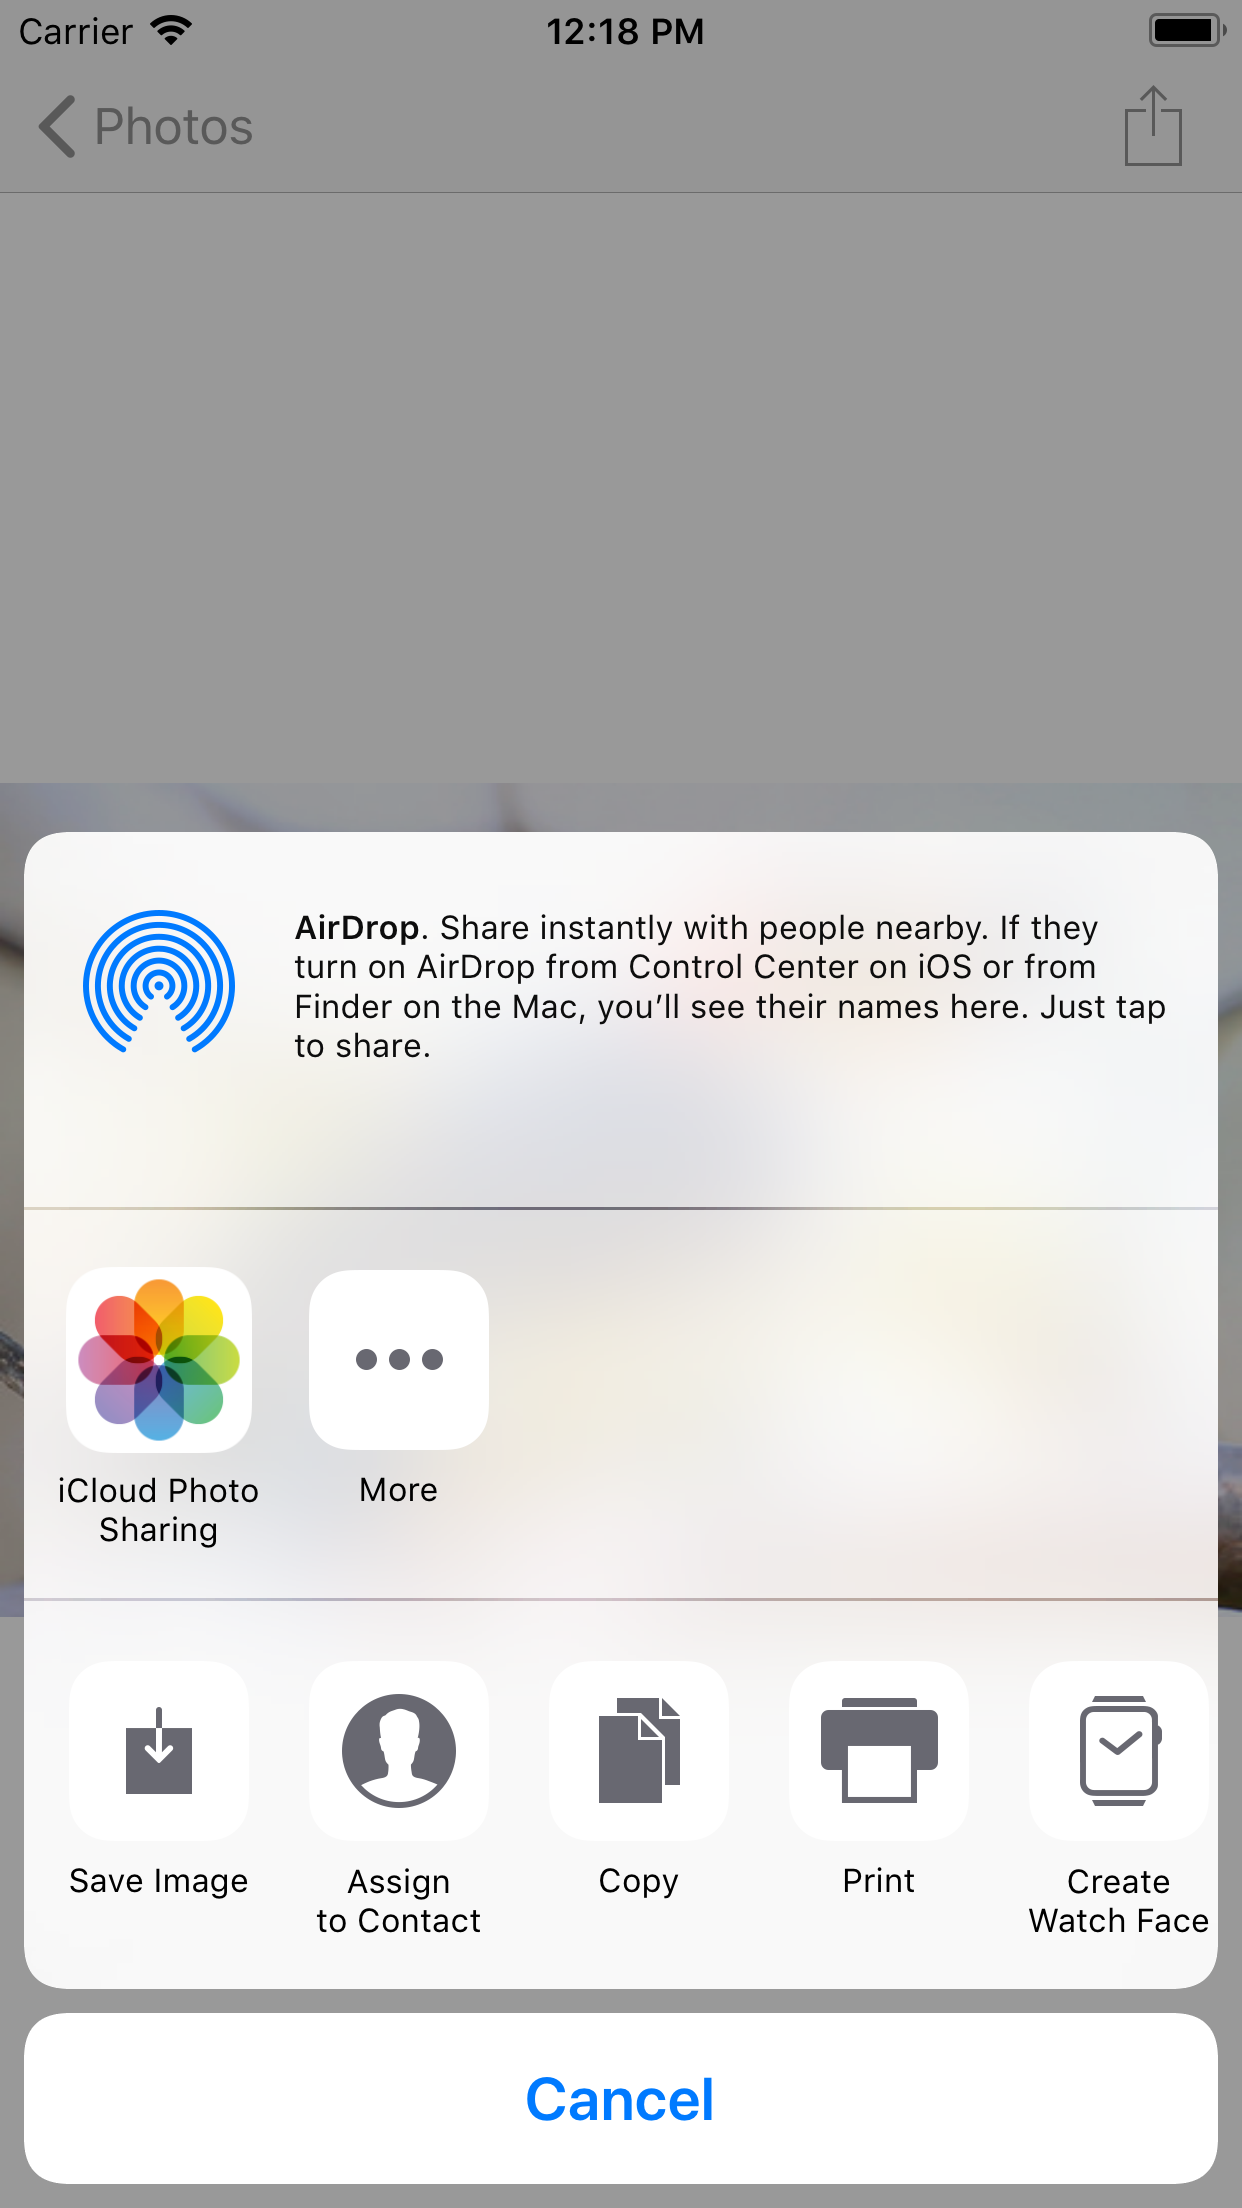 Carrier
12:18 PM
Photos
AirDrop. Share instantly with people nearby. If they
turn on AirDrop from Control Center on iOS or from
Finder on the Mac, you’ll see their names here. Just tap
to share.
iCloud Photo
Sharing
More
Save Image
Assign
to Contact
Copy
Print
Create
Watch Face
Cancel